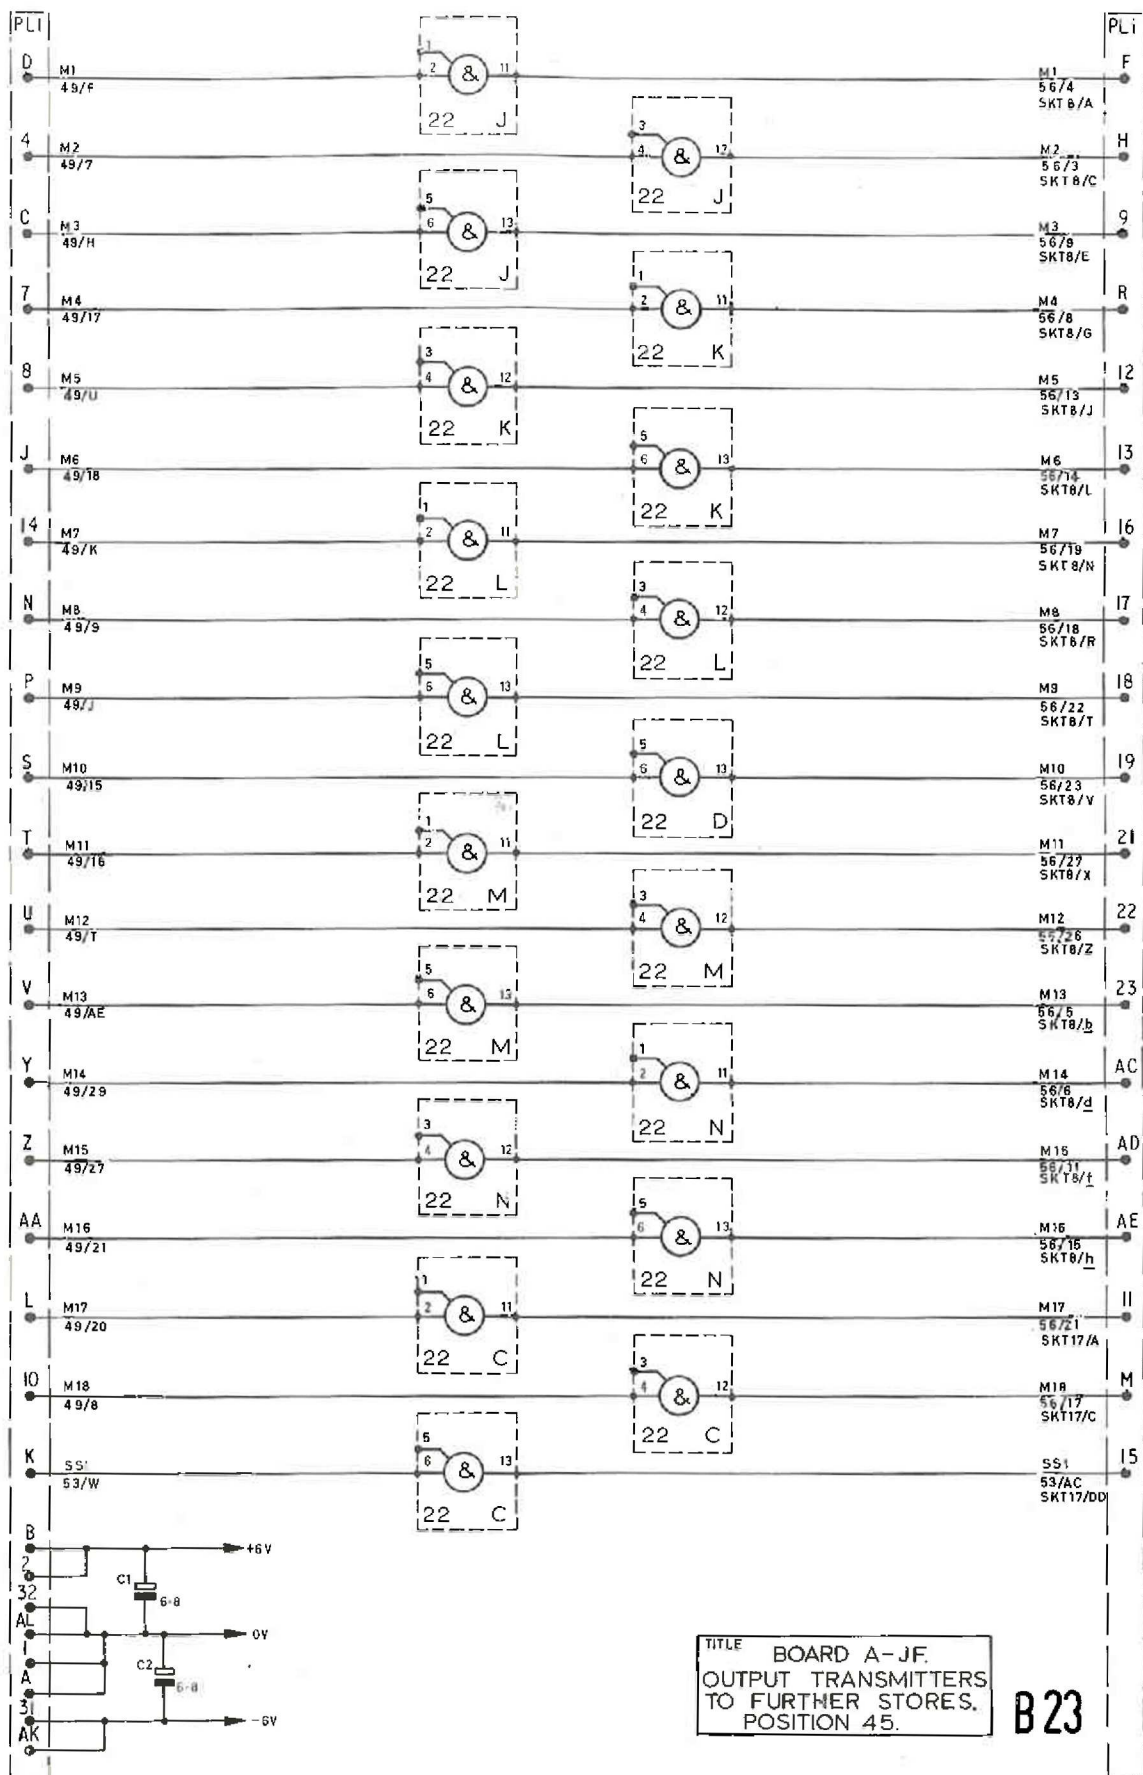 PL1
PL1
D
M1
49/F
1
2
&
11
22 J
M1
56/4
SKT8/A
F
4
M2
49/7
3
4
&
12
22 J
M2
56/3
SKT8/C
H
C
M3
49/H
5
6
&
13
22 J
M3
56/9
SKT8/E
9
7
M4
49/17
1
2
&
11
22 K
M4
56/8
SKT8/G
R
8
M5
49/U
3
4
&
12
22 K
M5
56/13
SKT8/J
12
J
M6
49/18
5
6
&
13
22 K
M6
56/14
SKT8/L
13
14
M7
49/K
1
2
&
11
22 L
M7
56/19
SKT8/N
16
N
M8
49/9
3
4
&
12
22 L
M8
56/18
SKT8/R
17
P
M9
49/J
5
6
&
13
22 L
M9
56/22
SKT8/T
18
S
M10
49/15
5
6
&
13
22 D
M10
56/23
SKT8/V
19
T
M11
49/16
1
2
&
11
22 M
M11
56/27
SKT8/X
21
U
M12
49/T
3
4
&
12
22 M
M12
56/26
SKT8/Z
22
V
M13
49/AE
5
6
&
13
22 M
M13
56/5
SKT8/b
23
Y
M14
49/29
1
2
&
11
22 N
M14
56/6
SKT8/d
AC
Z
M15
49/27
3
4
&
12
22 N
M15
56/11
SKT8/f
AD
AA
M16
49/21
5
6
&
13
22 N
M16
56/15
SKT8/h
AE
L
M17
49/20
1
2
&
11
22 C
M17
56/21
SKT17/A
11
10
M18
49/8
3
4
&
12
22 C
M18
56/17
SKT17/C
M
K
SS1
53/W
5
6
&
13
22 C
SS1
53/AC
SKT17/DD
15
B
+6V
2
C1
6·8
32
AL
0V
1
C2
6·8
A
31
-6V
AK
TITLE BOARD A-JF.
OUTPUT TRANSMITTERS
TO FURTHER STORES.
POSITION 45.
B23